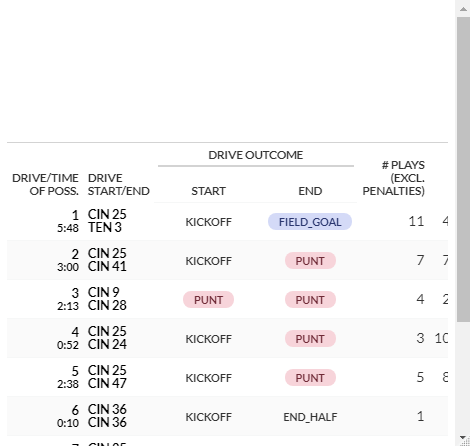 DRIVE OUTCOME
DRIVE/TIME OF POSS. DRIVE START/END START END # PLAYS (EXCL. PENALTIES)
1 CIN 25 KICKOFF FIELD_GOAL 11 4
5:48 TEN 3
2 CIN 25 KICKOFF PUNT 7 7
3:00 CIN 41
3 CIN 9 PUNT PUNT 4 2
2:13 CIN 28
4 CIN 25 KICKOFF PUNT 3 10
0:52 CIN 24
5 CIN 25 KICKOFF PUNT 5 8
2:38 CIN 47
6 CIN 36 KICKOFF END_HALF 1
0:10 CIN 36
7 CIN 25